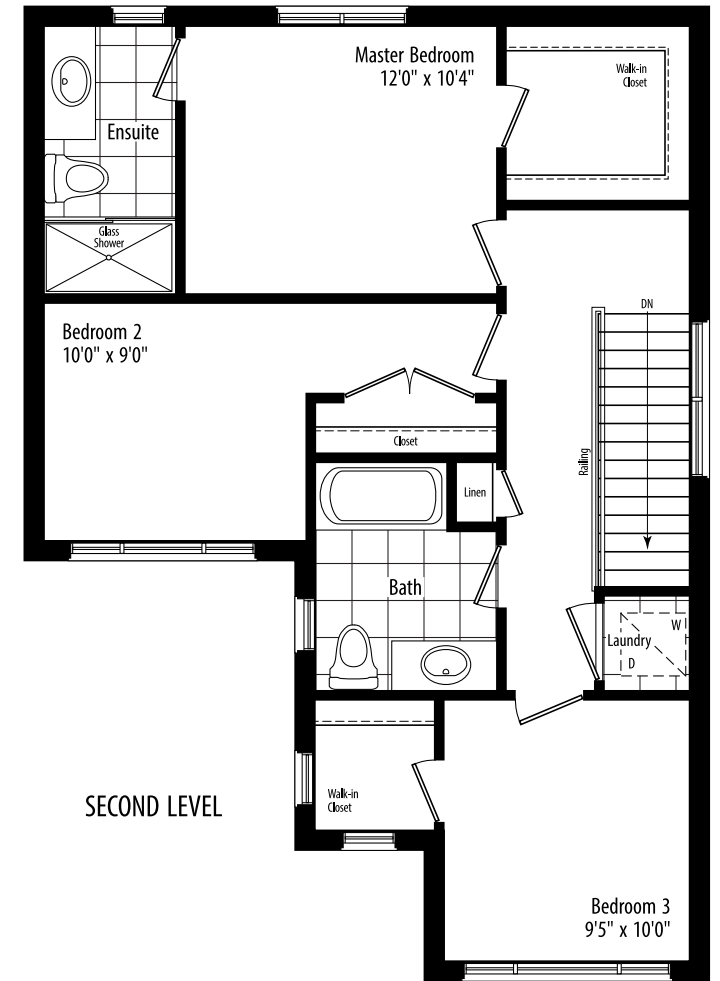 Master Bedroom
12'0" x 10'4"
Walk-in
Closet
Ensuite
Glass
Shower
DN
Bedroom 2
10'0" x 9'0"
Closet
Railing
Linen
Bath
W
Laundry
D
Walk-in
Closet
SECOND LEVEL
Bedroom 3
9'5" x 10'0"